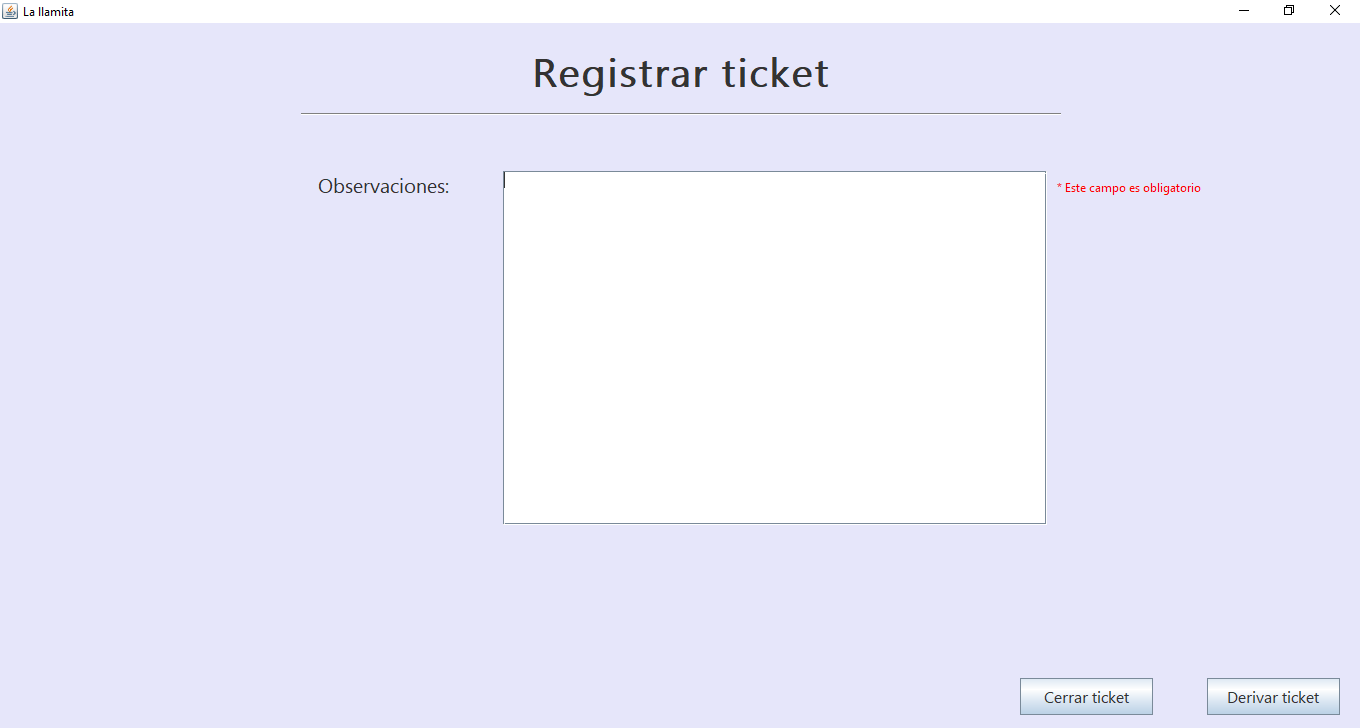 La llamita
Registrar ticket
Observaciones:
* Este campo es obligatorio
Cerrar ticket
Derivar ticket